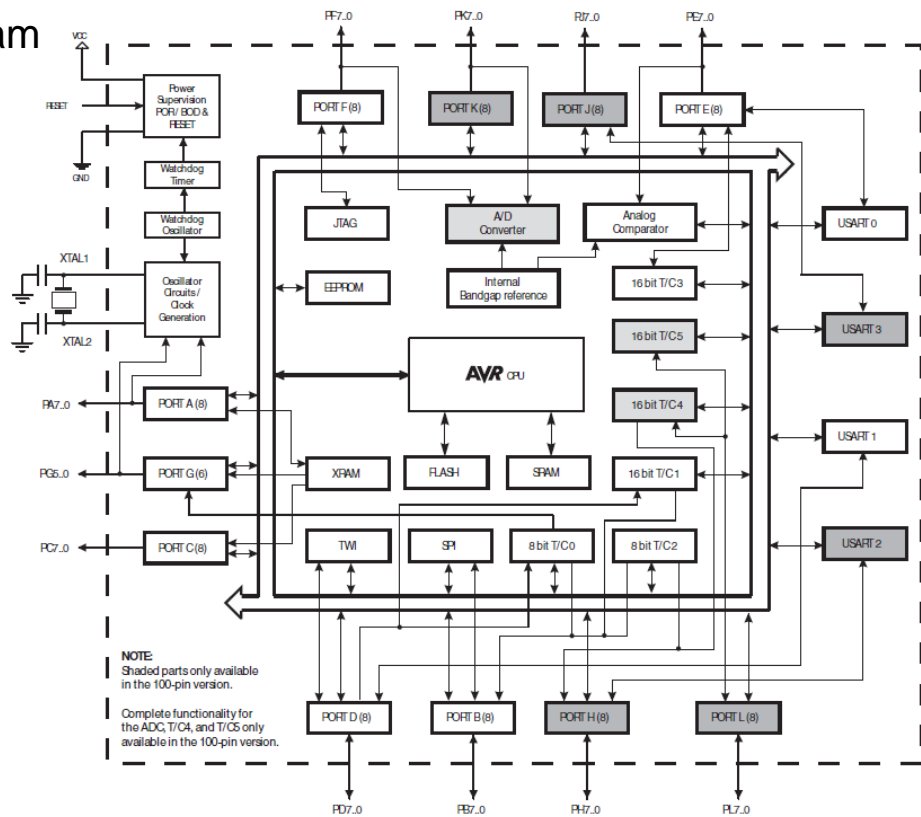 am
PF7..0
PK7..0
PJ7..0
PE7..0
VCC
RESET
GND
Power
Supervision
POR/ BOD &
RESET
PORT F (8)
PORT K (8)
PORT J (8)
PORT E (8)
Watchdog
Timer
Watchdog
Oscillator
XTAL1
XTAL2
Oscillator
Circuits /
Clock
Generation
JTAG
A/D
Converter
Analog
Comparator
USART 0
EEPROM
Internal
Bandgap reference
16 bit T/C3
16 bit T/C5
USART 3
AVR CPU
16 bit T/C4
PA7..0
PORT A (8)
USART 1
PG5..0
PORT G (6)
XRAM
FLASH
SRAM
16 bit T/C1
PC7..0
PORT C (8)
TWI
SPI
8 bit T/C0
8 bit T/C2
USART 2
NOTE:
Shaded parts only available
in the 100-pin version.
Complete functionality for
the ADC, T/C4, and T/C5 only
available in the 100-pin version.
PORT D (8)
PORT B (8)
PORT H (8)
PORT L (8)
PD7..0
PB7..0
PH7..0
PL7..0